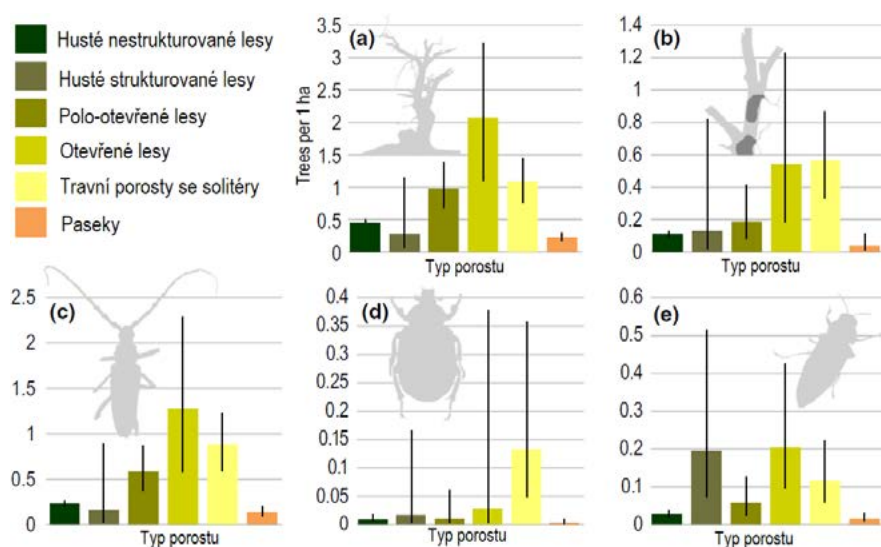 Husté nestrukturované lesy
Husté strukturované lesy
Polo-otevřené lesy
Otevřené lesy
Travní porosty se solitéry
Paseky
(a)
Trees per 1 ha
3.5
3
2.5
2
1.5
1
0.5
0
Typ porostu
(b)
1.4
1.2
1
0.8
0.6
0.4
0.2
0
Typ porostu
(c)
2.5
2
1.5
1
0.5
0
Typ porostu
(d)
0.4
0.35
0.3
0.25
0.2
0.15
0.1
0.05
0
Typ porostu
(e)
0.6
0.5
0.4
0.3
0.2
0.1
0
Typ porostu